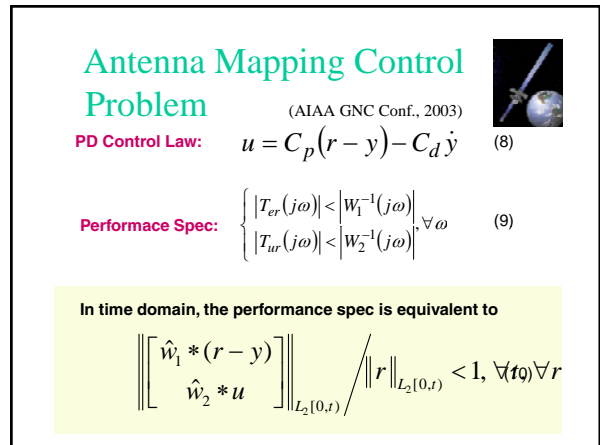 Antenna Mapping Control
Problem (AIAA GNC Conf., 2003)
PD Control Law: u = C_p(r − y) − C_d ẏ (8)
Performace Spec: { |T_er(jω)| < |W_1^{-1}(jω)|
|T_ur(jω)| < |W_2^{-1}(jω)| , ∀ω (9)
In time domain, the performance spec is equivalent to
‖[ŵ_1 * (r − y)
ŵ_2 * u]‖_{L_2[0,t)} / ‖r‖_{L_2[0,t)} < 1, ∀t, ∀r